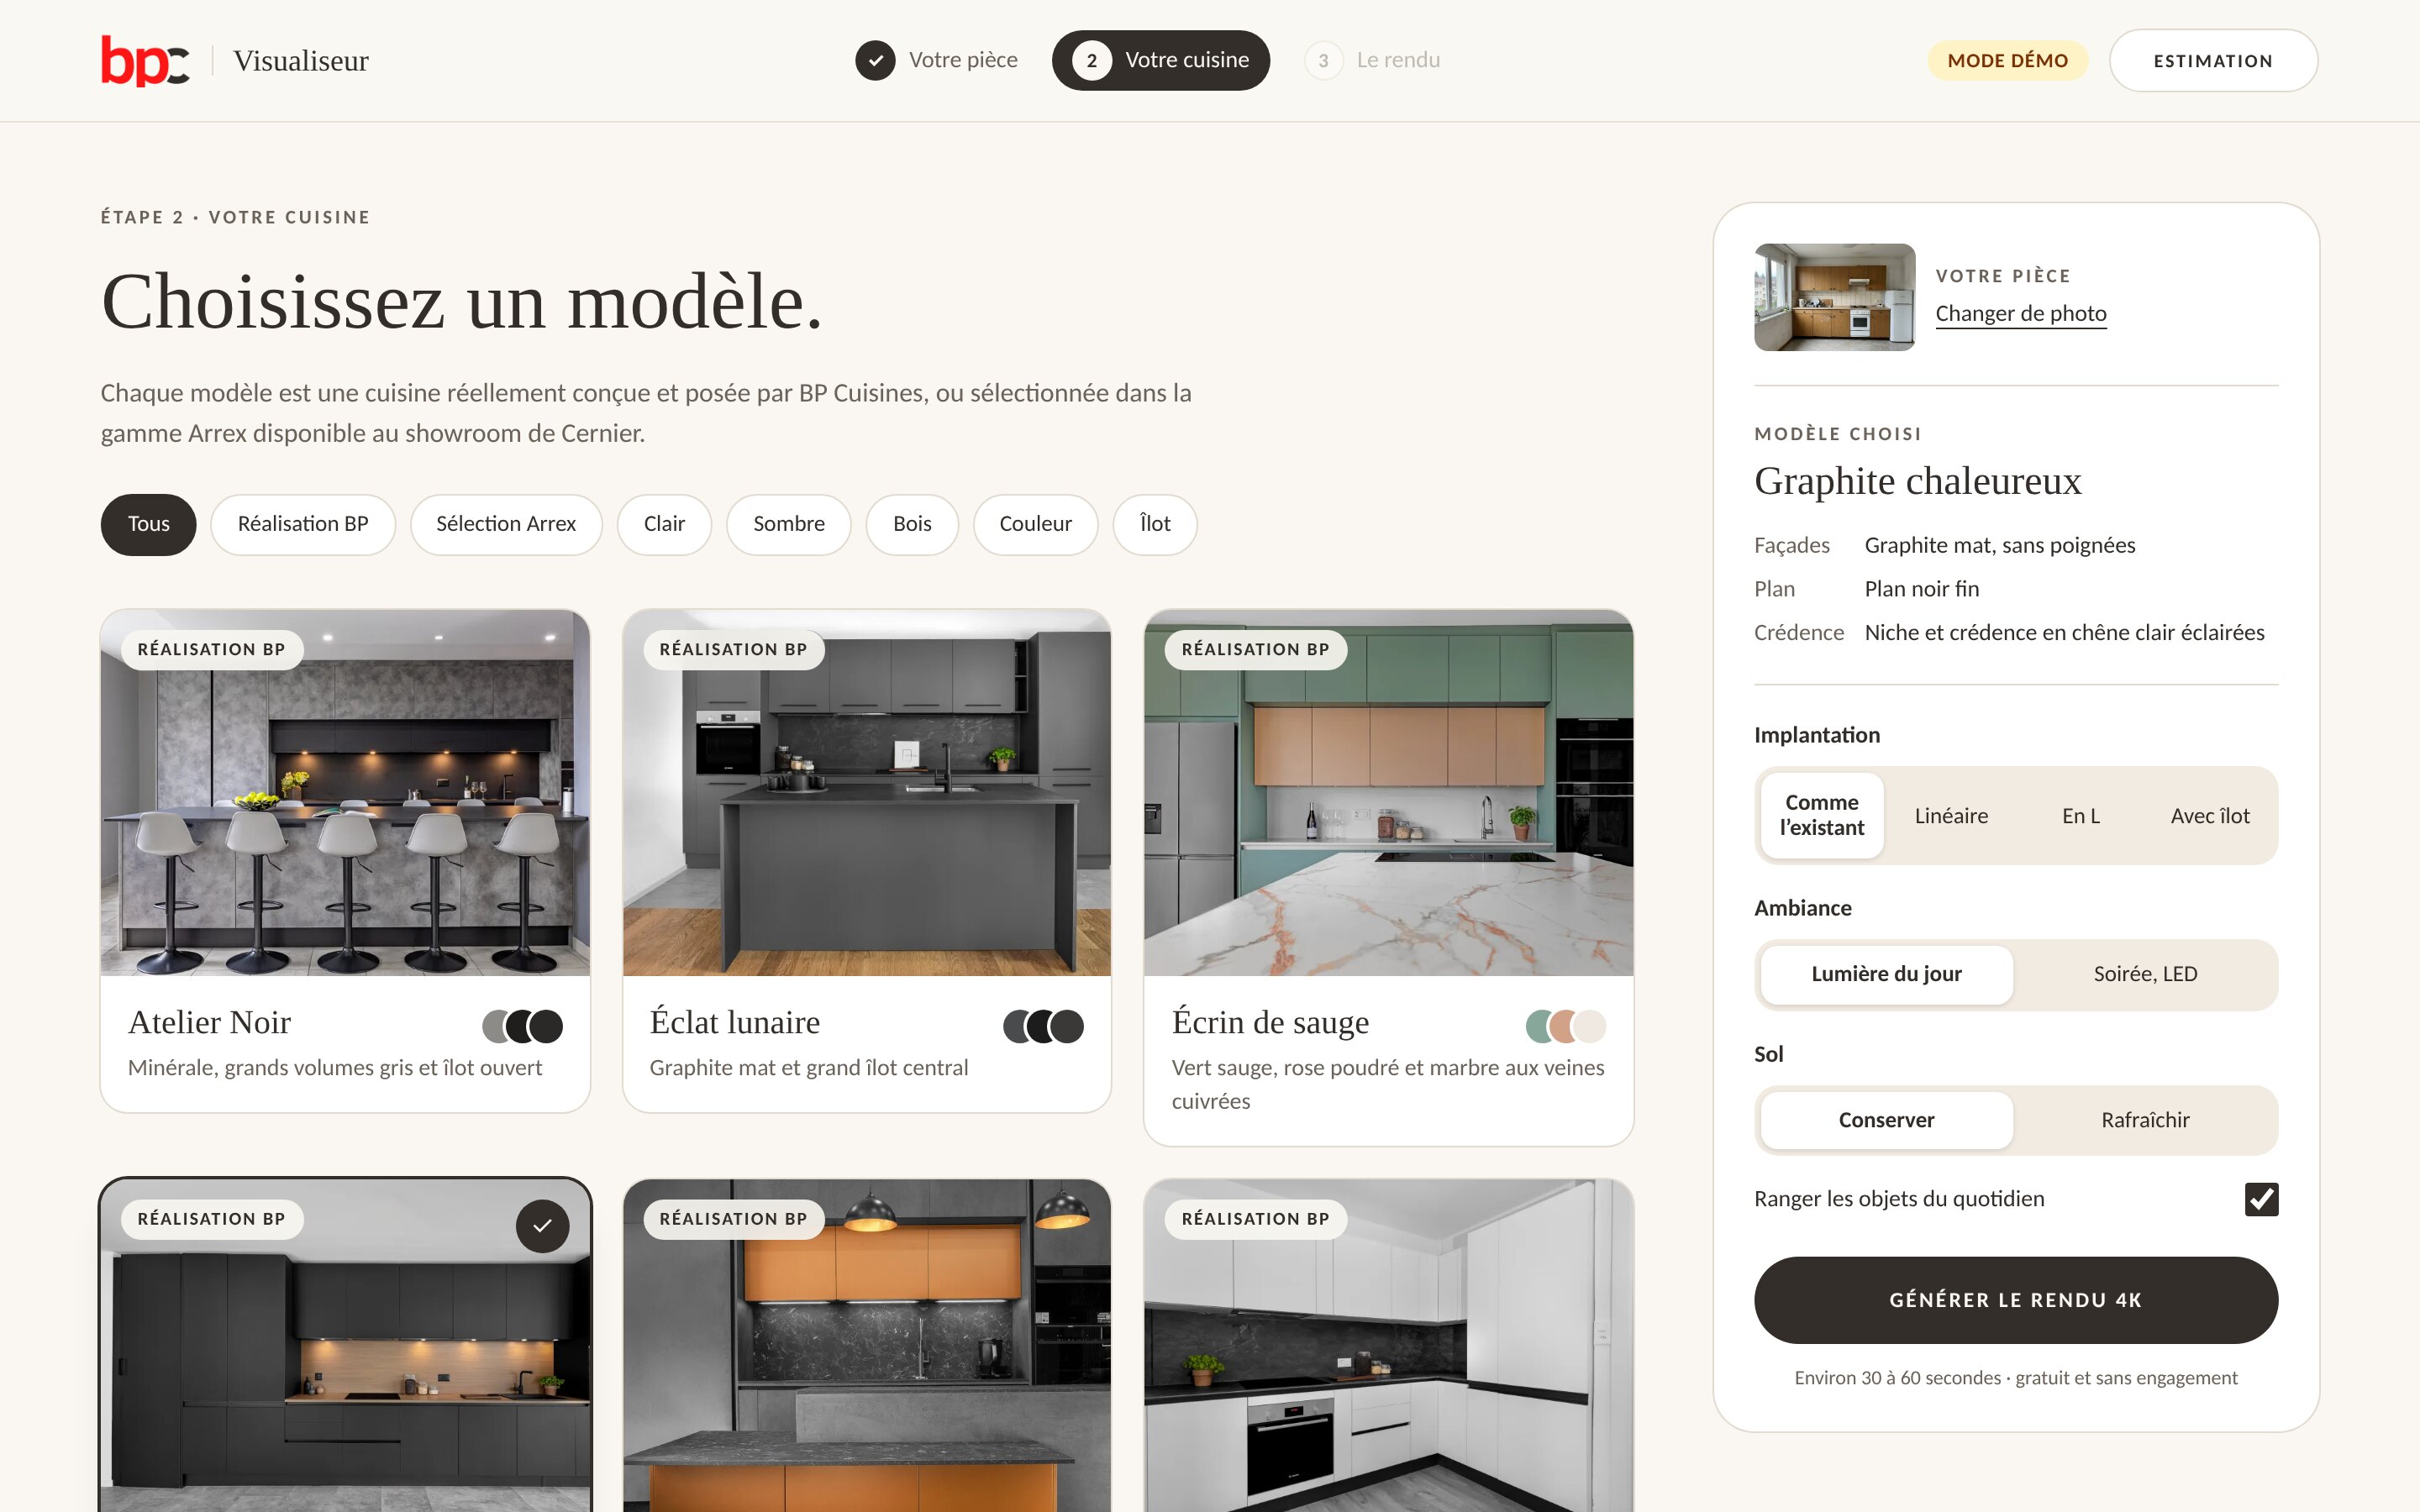 bpc
Visualiseur
Votre pièce
2
Votre cuisine
3
Le rendu
MODE DÉMO
ESTIMATION
ÉTAPE 2 · VOTRE CUISINE
Choisissez un modèle.
Chaque modèle est une cuisine réellement conçue et posée par BP Cuisines, ou sélectionnée dans la
gamme Arrex disponible au showroom de Cernier.
Tous
Réalisation BP
Sélection Arrex
Clair
Sombre
Bois
Couleur
Îlot
RÉALISATION BP
Atelier Noir
Minérale, grands volumes gris et îlot ouvert
RÉALISATION BP
Éclat lunaire
Graphite mat et grand îlot central
RÉALISATION BP
Écrin de sauge
Vert sauge, rose poudré et marbre aux veines
cuivrées
RÉALISATION BP
RÉALISATION BP
RÉALISATION BP
VOTRE PIÈCE
Changer de photo
MODÈLE CHOISI
Graphite chaleureux
Façades
Graphite mat, sans poignées
Plan
Plan noir fin
Crédence
Niche et crédence en chêne clair éclairées
Implantation
Comme
l’existant
Linéaire
En L
Avec îlot
Ambiance
Lumière du jour
Soirée, LED
Sol
Conserver
Rafraîchir
Ranger les objets du quotidien
GÉNÉRER LE RENDU 4K
Environ 30 à 60 secondes · gratuit et sans engagement